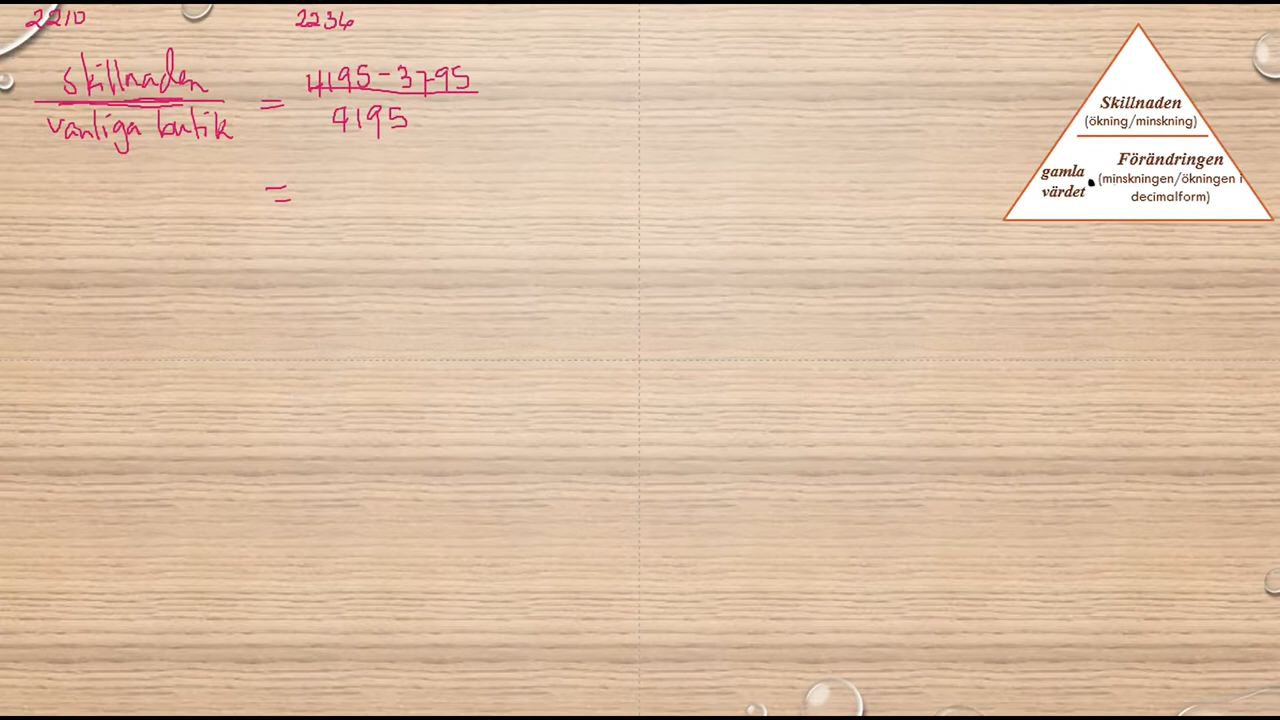 2210
2236
skillnaden
vanliga butik
=
4195-3795
4195
=
Skillnaden
(ökning/minskning)
gamla
värdet
.
Förändringen
(minskningen/ökningen i
decimalform)